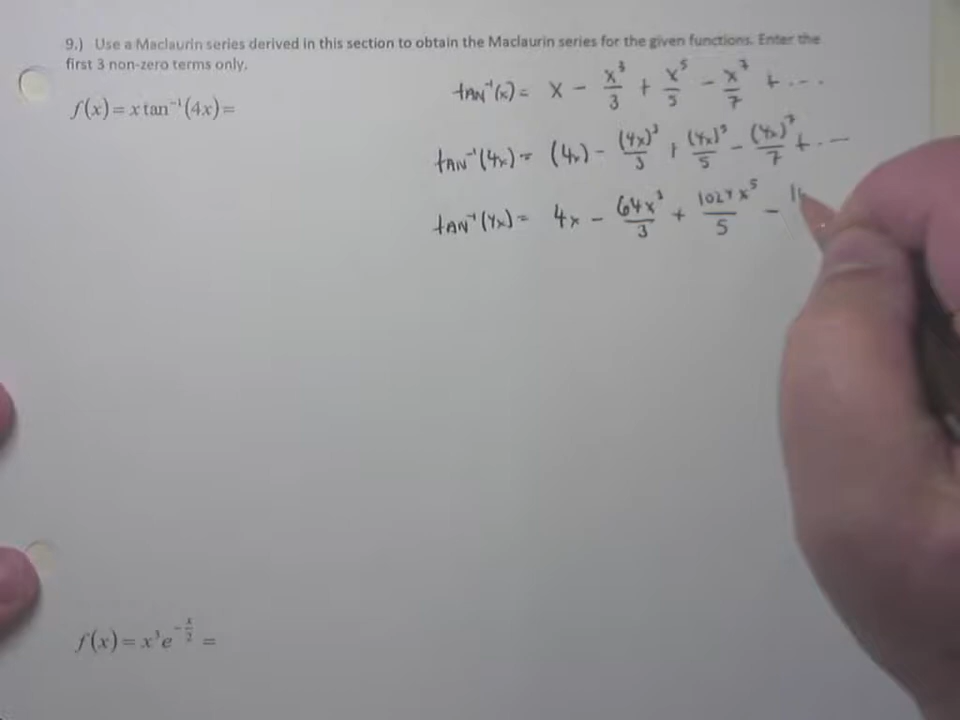 9.) Use a Maclaurin series derived in this section to obtain the Maclaurin series for the given functions. Enter the
first 3 non-zero terms only.
f(x) = x tan⁻¹(4x) =
tAN⁻¹(x) = x - x³/3 + x⁵/5 - x⁷/7 + ...
tAN⁻¹(4x) = (4x) - (4x)³/3 + (4x)⁵/5 - (4x)⁷/7 + ...
tAN⁻¹(4x) = 4x - 64x³/3 + 1024x⁵/5 - 1
f(x) = x³e^(-x/2) =